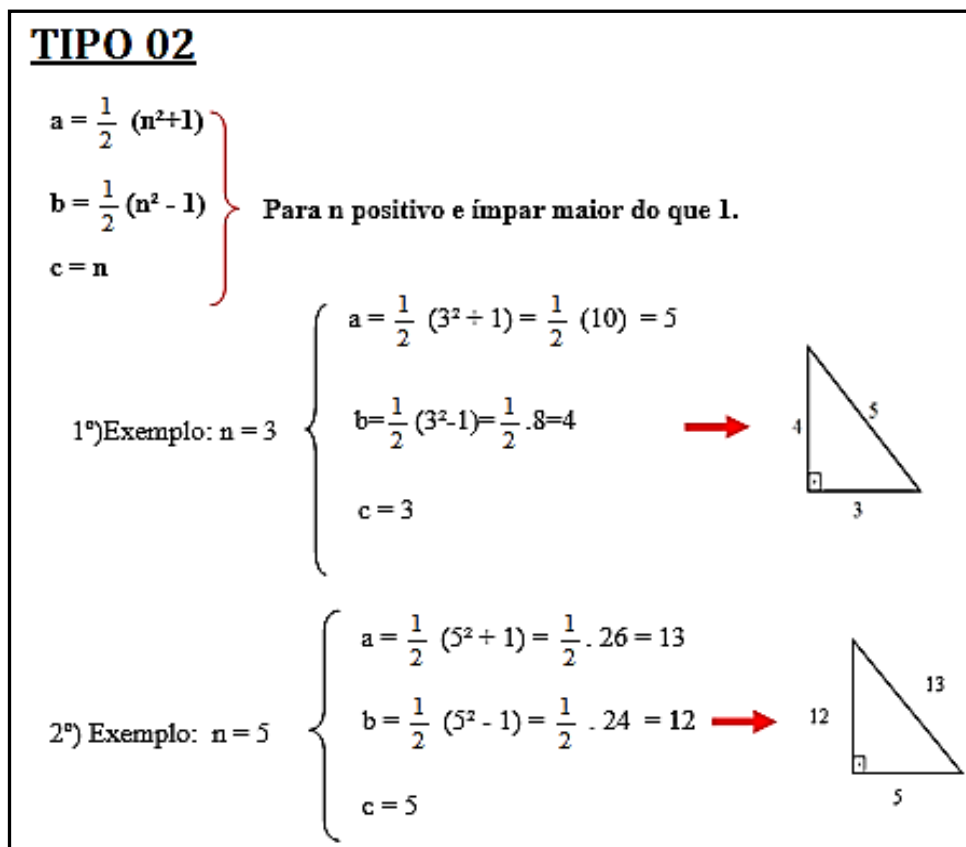 TIPO 02
a = 1/2 (n²+1)
b = 1/2 (n² - 1)
Para n positivo e ímpar maior do que 1.
c = n
a = 1/2 (3² + 1) = 1/2 (10) = 5
1º)Exemplo: n = 3
b=1/2(3²-1)=1/2.8=4
c = 3
4
5
3
a = 1/2 (5² + 1) = 1/2. 26 = 13
2º) Exemplo: n = 5
b = 1/2 (5² - 1) = 1/2 . 24 = 12
c = 5
12
13
5